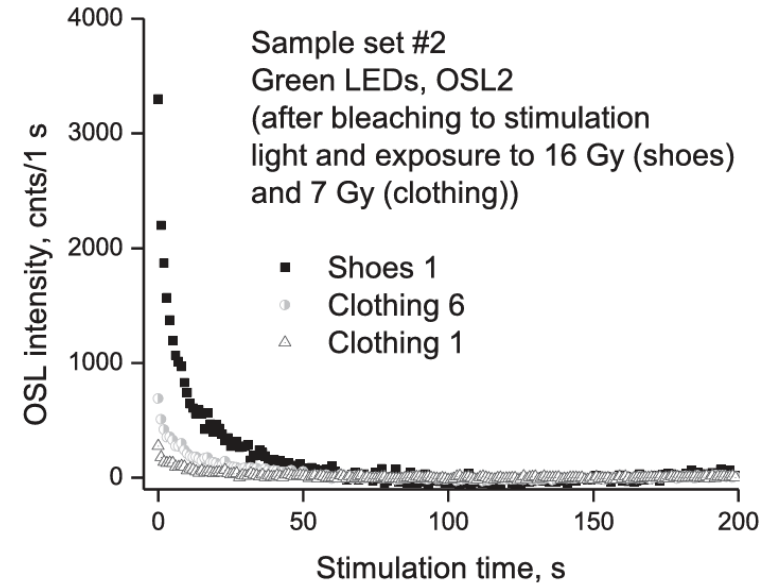 4000
3000
2000
1000
0
OSL intensity, cnts/1 s
Sample set #2
Green LEDs, OSL2
(after bleaching to stimulation
light and exposure to 16 Gy (shoes)
and 7 Gy (clothing))
Shoes 1
Clothing 6
Clothing 1
0 50 100 150 200
Stimulation time, s